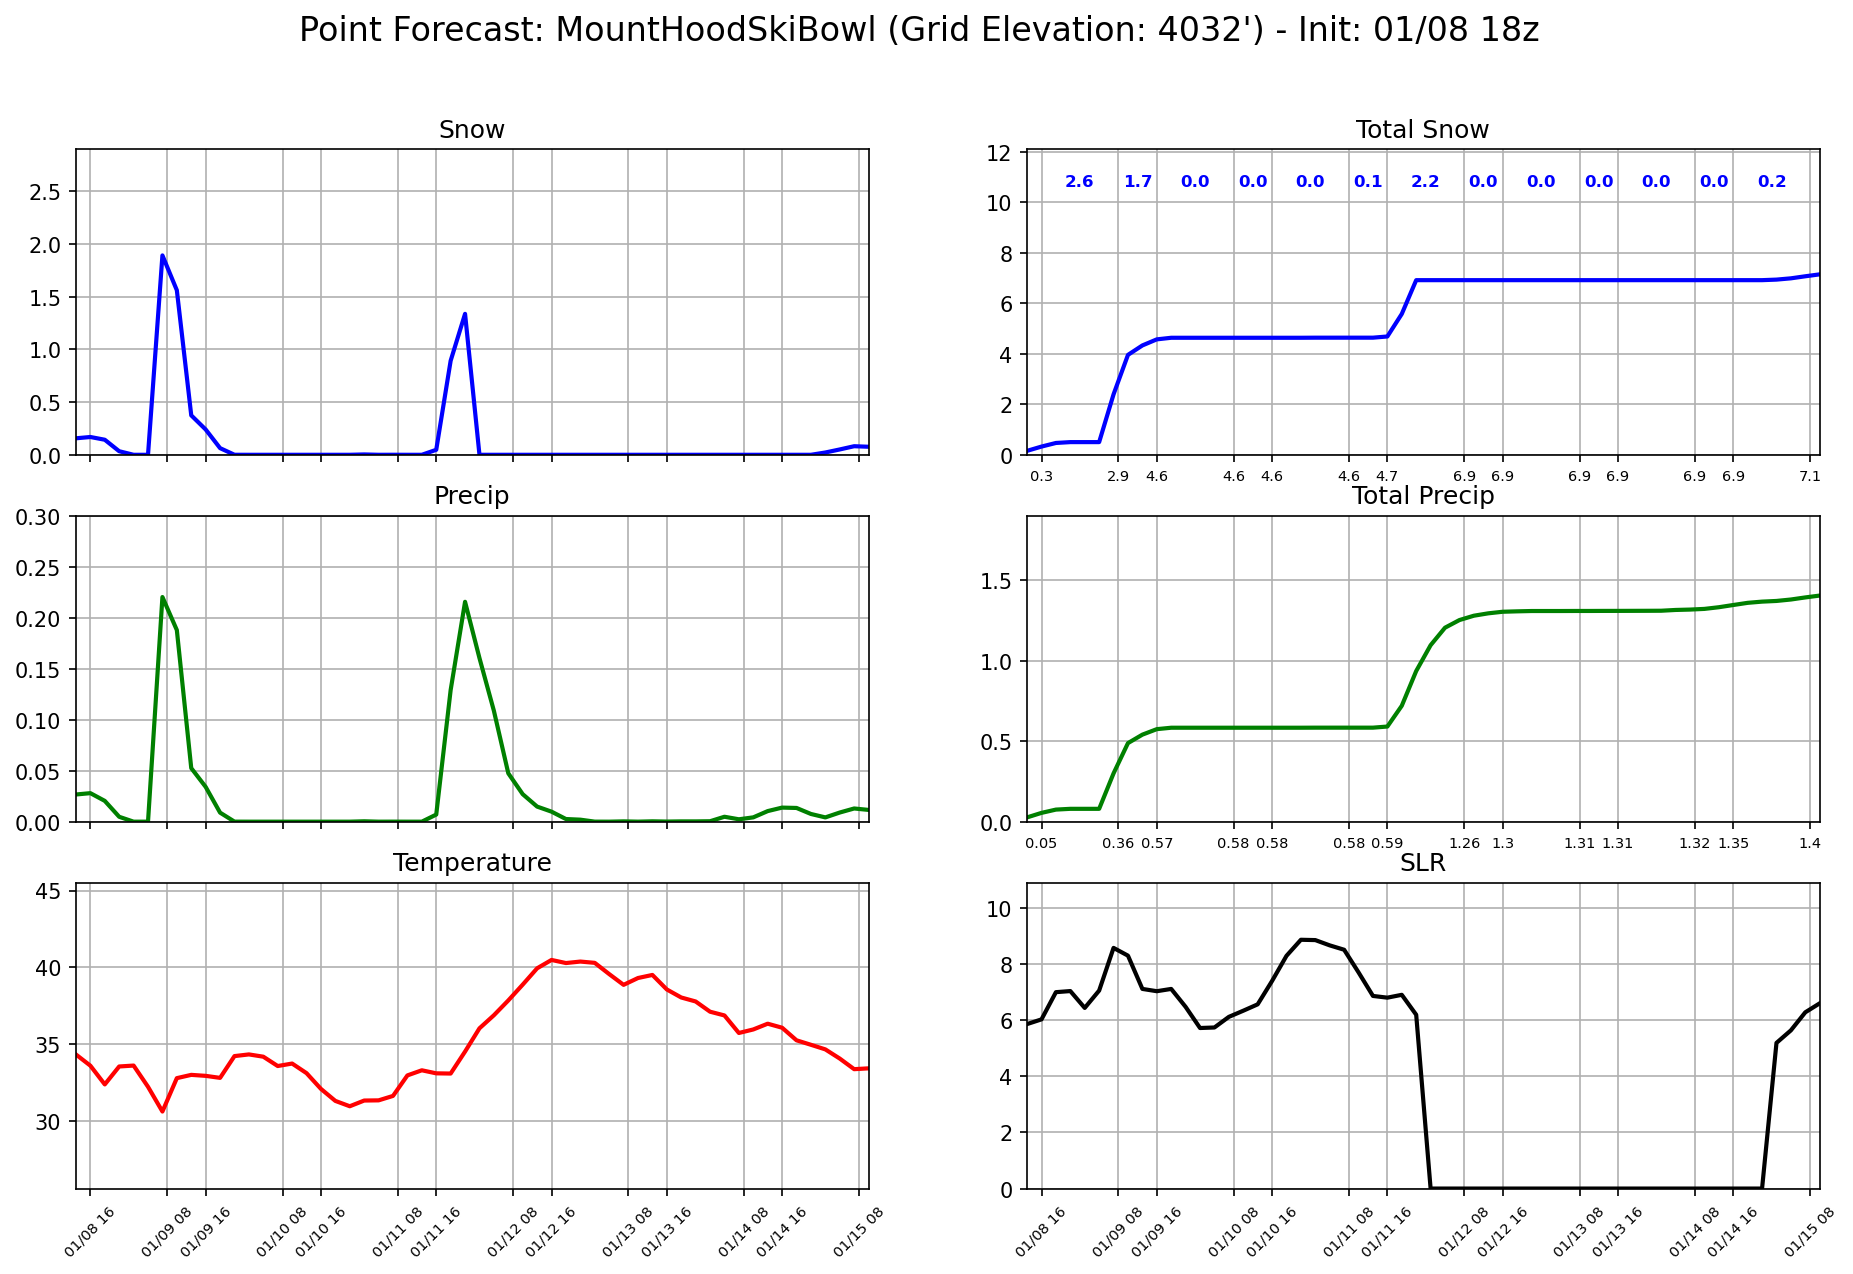 Point Forecast: MountHoodSkiBowl (Grid Elevation: 4032') - Init: 01/08 18z
Snow
2.5
2.0
1.5
1.0
0.5
0.0
Total Snow
12
10
8
6
4
2
0
2.6 1.7 0.0 0.0 0.0 0.1 2.2 0.0 0.0 0.0 0.0 0.0 0.2
0.3 2.9 4.6 4.6 4.6 4.6 4.7 6.9 6.9 6.9 6.9 6.9 6.9 7.1
Precip
0.30
0.25
0.20
0.15
0.10
0.05
0.00
Total Precip
1.5
1.0
0.5
0.0
0.05 0.36 0.57 0.58 0.58 0.58 0.59 1.26 1.3 1.31 1.31 1.32 1.35 1.4
Temperature
45
40
35
30
01/08 16 01/09 08 01/09 16 01/10 08 01/10 16 01/11 08 01/11 16 01/12 08 01/12 16 01/13 08 01/13 16 01/14 08 01/14 16 01/15 08
SLR
10
8
6
4
2
0
01/08 16 01/09 08 01/09 16 01/10 08 01/10 16 01/11 08 01/11 16 01/12 08 01/12 16 01/13 08 01/13 16 01/14 08 01/14 16 01/15 08